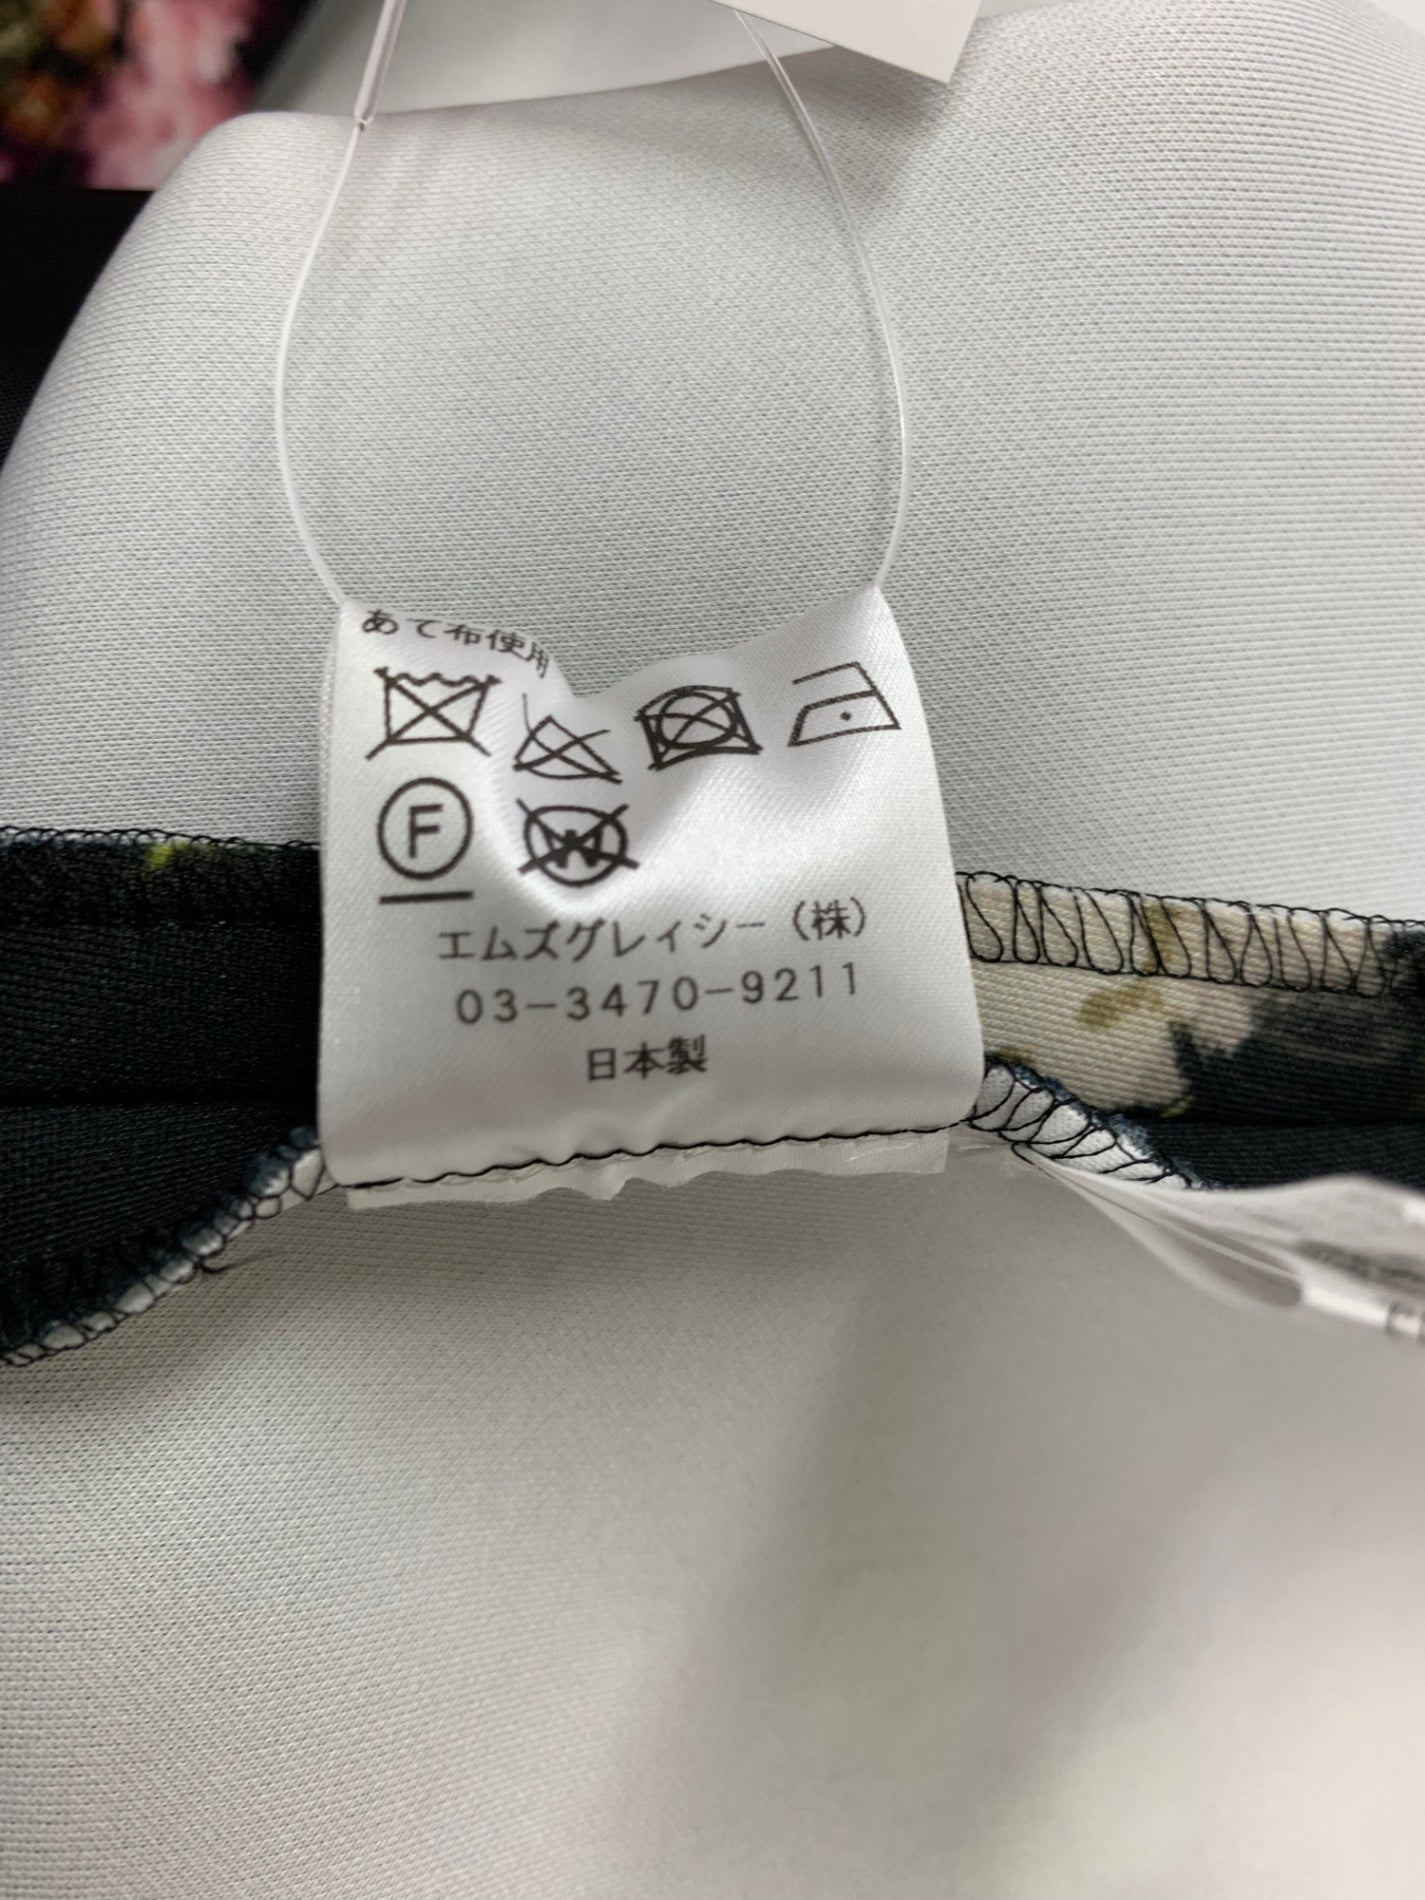 あて布使用
F
W
エムズグレイシー(株)
03-3470-9211
日本製